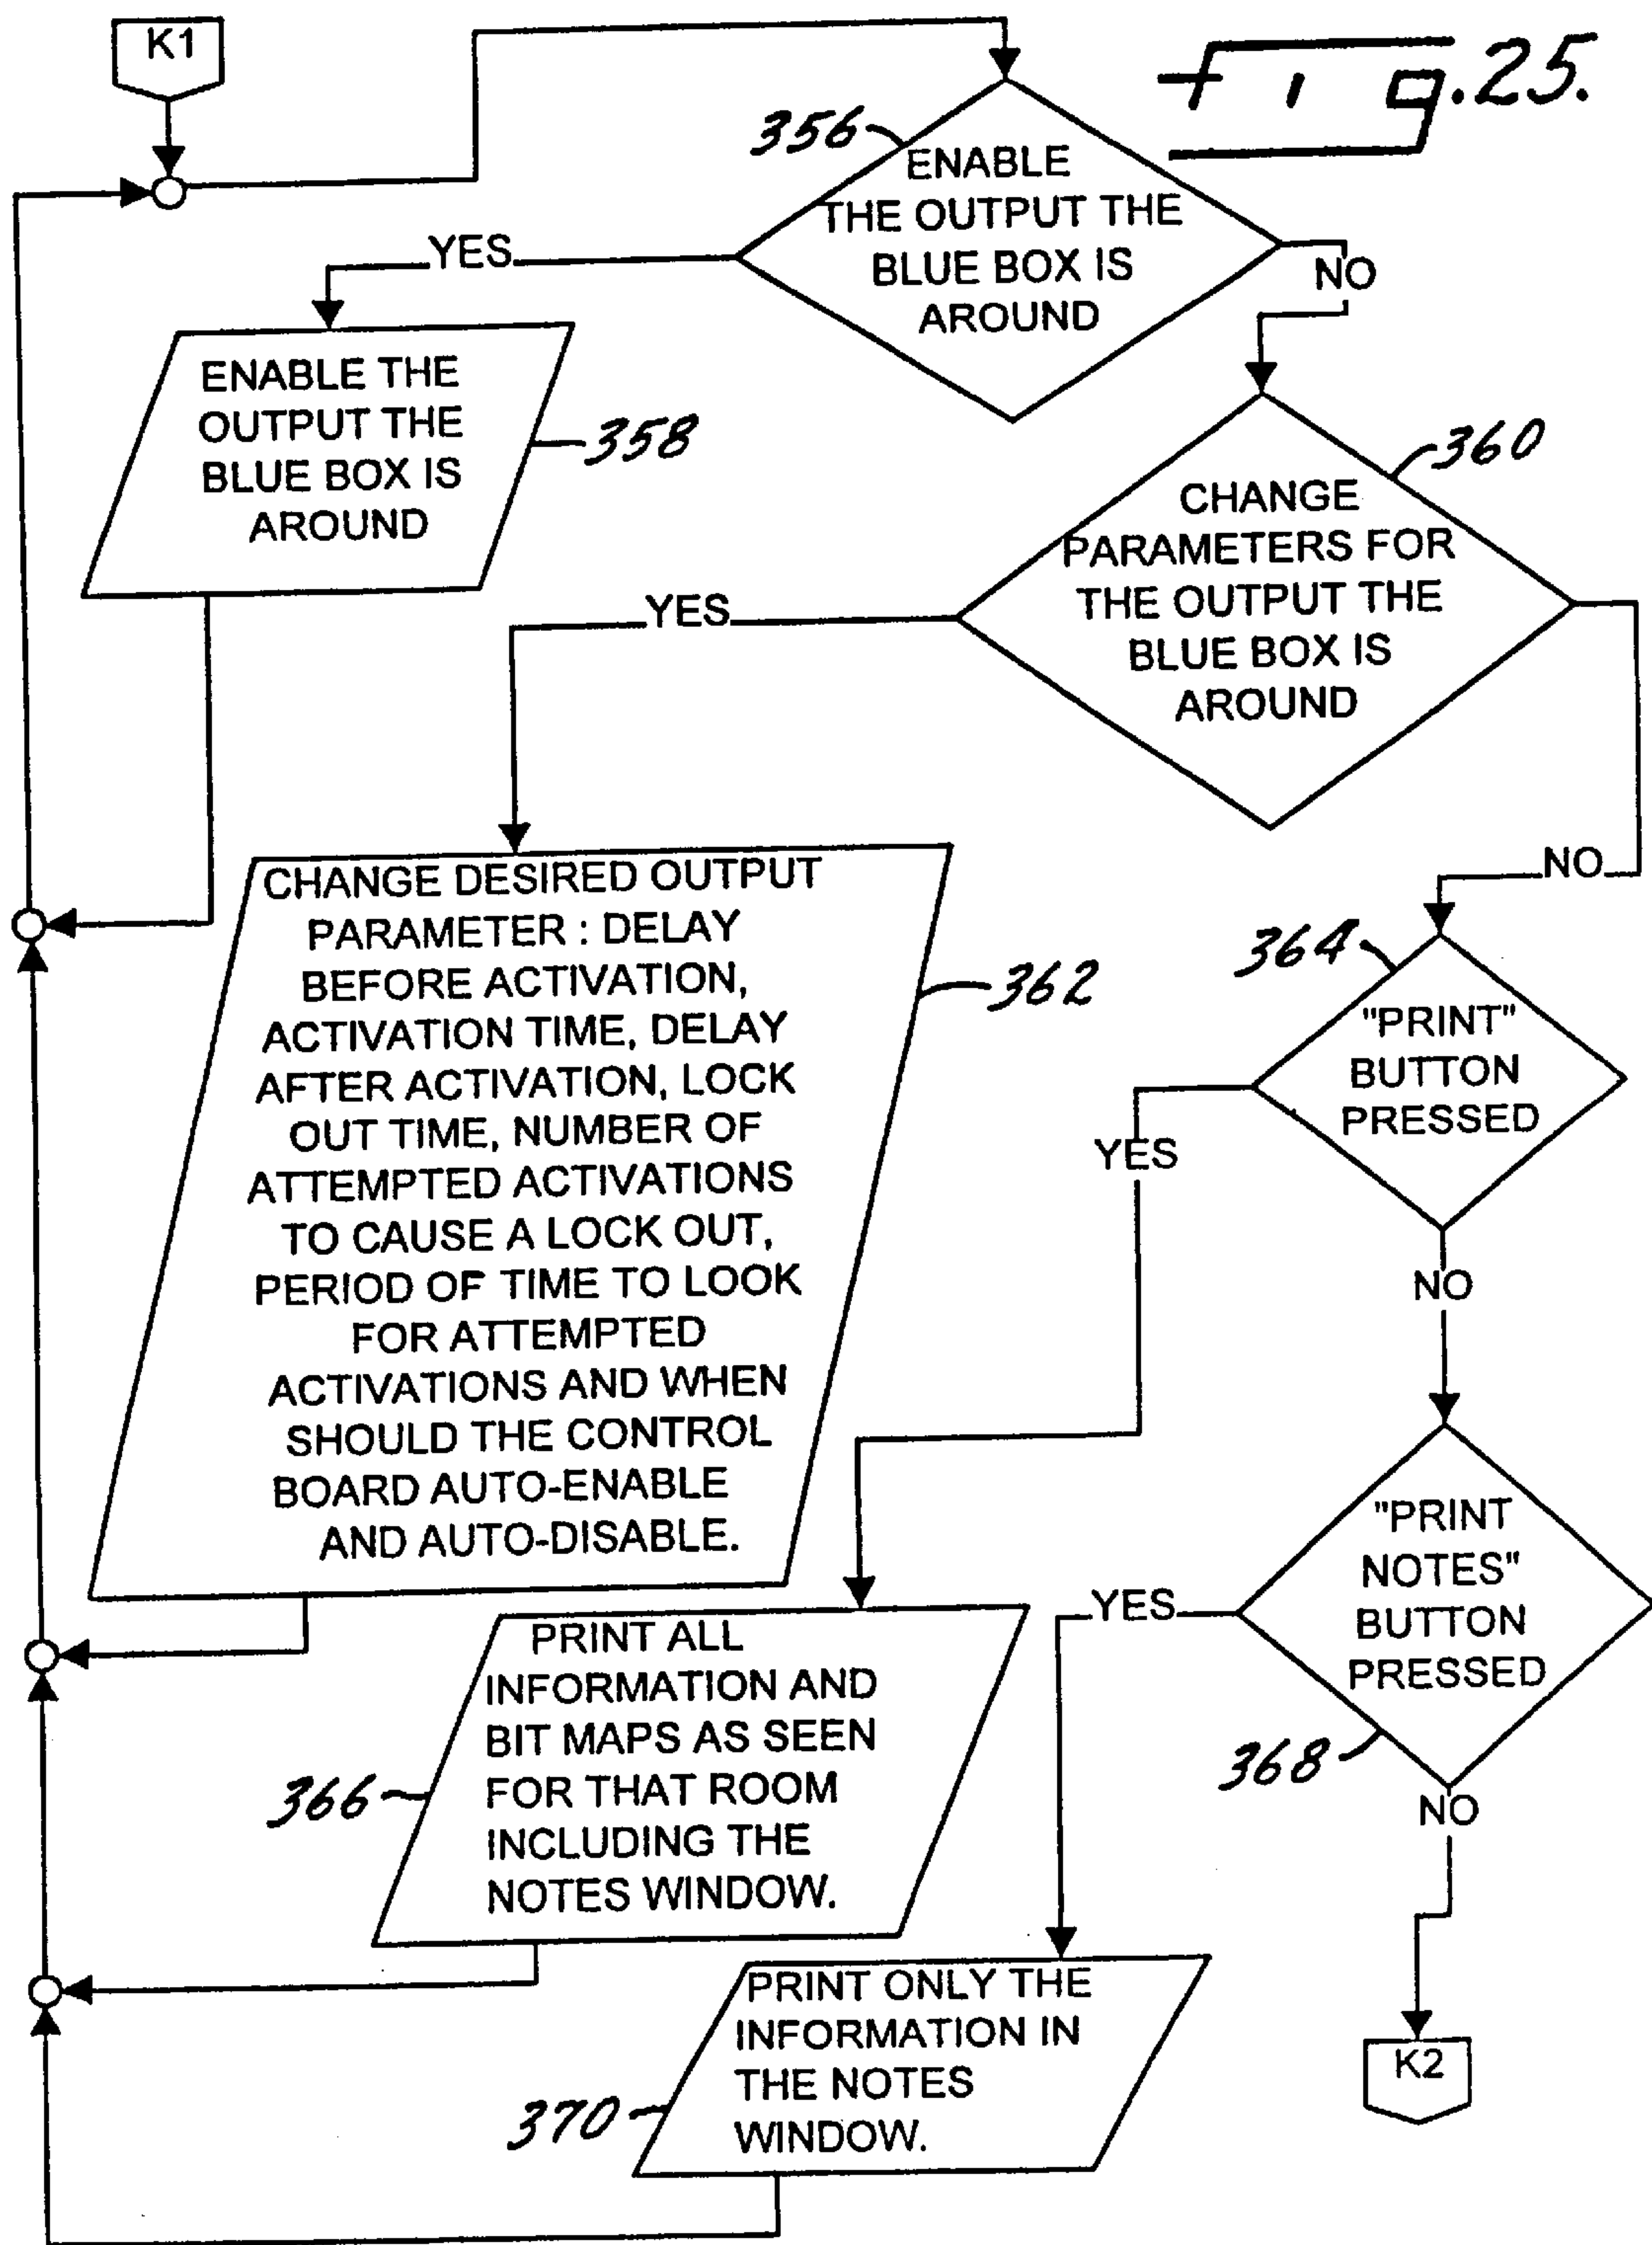 K1
Fig. 25.
356
ENABLE
THE OUTPUT THE
BLUE BOX IS
AROUND
YES
NO
ENABLE THE
OUTPUT THE
BLUE BOX IS
AROUND
358
360
CHANGE
PARAMETERS FOR
THE OUTPUT THE
BLUE BOX IS
AROUND
YES
NO
CHANGE DESIRED OUTPUT
PARAMETER : DELAY
BEFORE ACTIVATION,
ACTIVATION TIME, DELAY
AFTER ACTIVATION, LOCK
OUT TIME, NUMBER OF
ATTEMPTED ACTIVATIONS
TO CAUSE A LOCK OUT,
PERIOD OF TIME TO LOOK
FOR ATTEMPTED
ACTIVATIONS AND WHEN
SHOULD THE CONTROL
BOARD AUTO-ENABLE
AND AUTO-DISABLE.
362
364
"PRINT"
BUTTON
PRESSED
YES
NO
PRINT ALL
INFORMATION AND
BIT MAPS AS SEEN
FOR THAT ROOM
INCLUDING THE
NOTES WINDOW.
366
"PRINT
NOTES"
BUTTON
PRESSED
368
YES
NO
PRINT ONLY THE
INFORMATION IN
THE NOTES
WINDOW.
370
K2